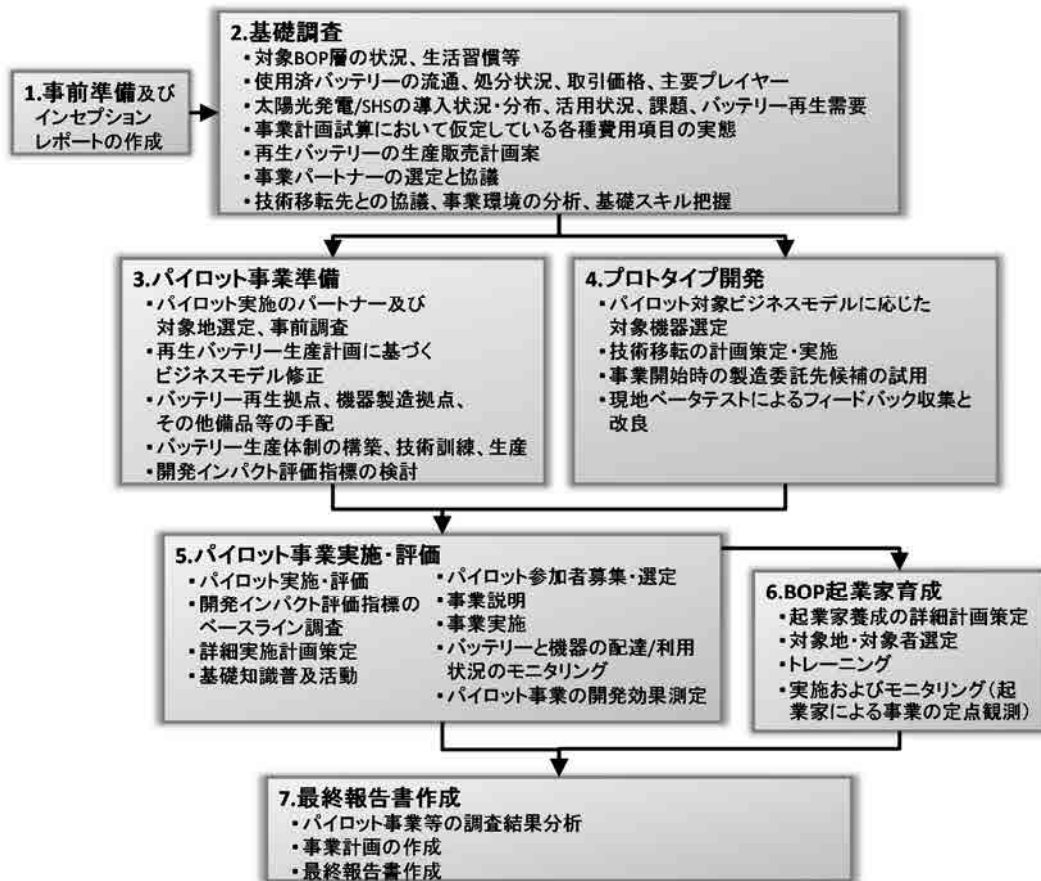 1.事前準備及び
インセプション
レポートの作成
2.基礎調査
▪対象BOP層の状況、生活習慣等
▪使用済バッテリーの流通、処分状況、取引価格、主要プレイヤー
▪太陽光発電/SHSの導入状況・分布、活用状況、課題、バッテリー再生需要
▪事業計画試算において仮定している各種費用項目の実態
▪再生バッテリーの生産販売計画案
▪事業パートナーの選定と協議
▪技術移転先との協議、事業環境の分析、基礎スキル把握
3.パイロット事業準備
▪パイロット実施のパートナー及び
対象地選定、事前調査
▪再生バッテリー生産計画に基づく
ビジネスモデル修正
▪バッテリー再生拠点、機器製造拠点、
その他備品等の手配
▪バッテリー生産体制の構築、技術訓練、生産
▪開発インパクト評価指標の検討
4.プロトタイプ開発
▪パイロット対象ビジネスモデルに応じた
対象機器選定
▪技術移転の計画策定・実施
▪事業開始時の製造委託先候補の試用
▪現地ベータテストによるフィードバック収集と
改良
5.パイロット事業実施・評価
▪パイロット実施・評価
▪開発インパクト評価指標の
ベースライン調査
▪詳細実施計画策定
▪基礎知識普及活動
▪パイロット参加者募集・選定
▪事業説明
▪事業実施
▪バッテリーと機器の配達/利用
状況のモニタリング
▪パイロット事業の開発効果測定
6.BOP起業家育成
▪起業家養成の詳細計画策定
▪対象地・対象者選定
▪トレーニング
▪実施およびモニタリング（起
業家による事業の定点観測）
7.最終報告書作成
▪パイロット事業等の調査結果分析
▪事業計画の作成
▪最終報告書作成